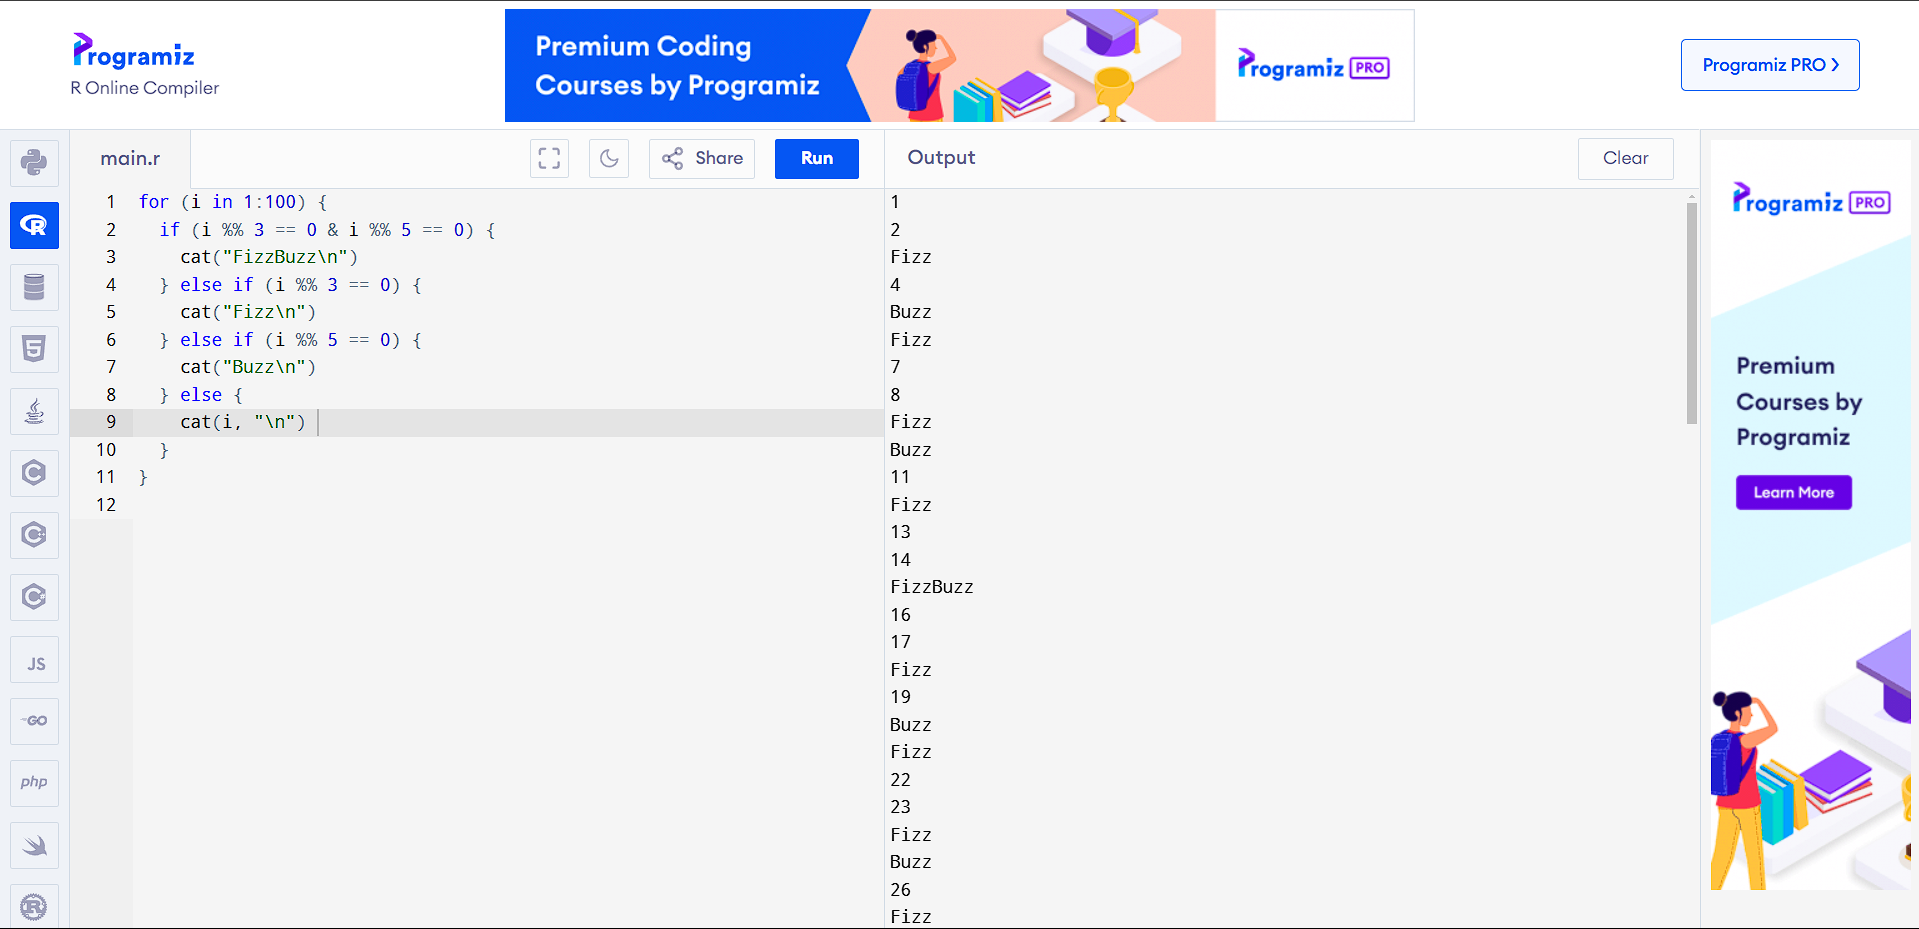 Programiz
R Online Compiler
Premium Coding
Courses by Programiz
Programiz PRO
Programiz PRO >
main.r
Share
Run
Output
Clear
1 for (i in 1:100) {
2   if (i %% 3 == 0 & i %% 5 == 0) {
3     cat("FizzBuzz\n")
4   } else if (i %% 3 == 0) {
5     cat("Fizz\n")
6   } else if (i %% 5 == 0) {
7     cat("Buzz\n")
8   } else {
9     cat(i, "\n")
10   }
11 }
12
1
2
Fizz
4
Buzz
Fizz
7
8
Fizz
Buzz
11
Fizz
13
14
FizzBuzz
16
17
Fizz
19
Buzz
Fizz
22
23
Fizz
Buzz
26
Fizz
Programiz PRO
Premium
Courses by
Programiz
Learn More
R
5
C
C
C
JS
GO
php
R